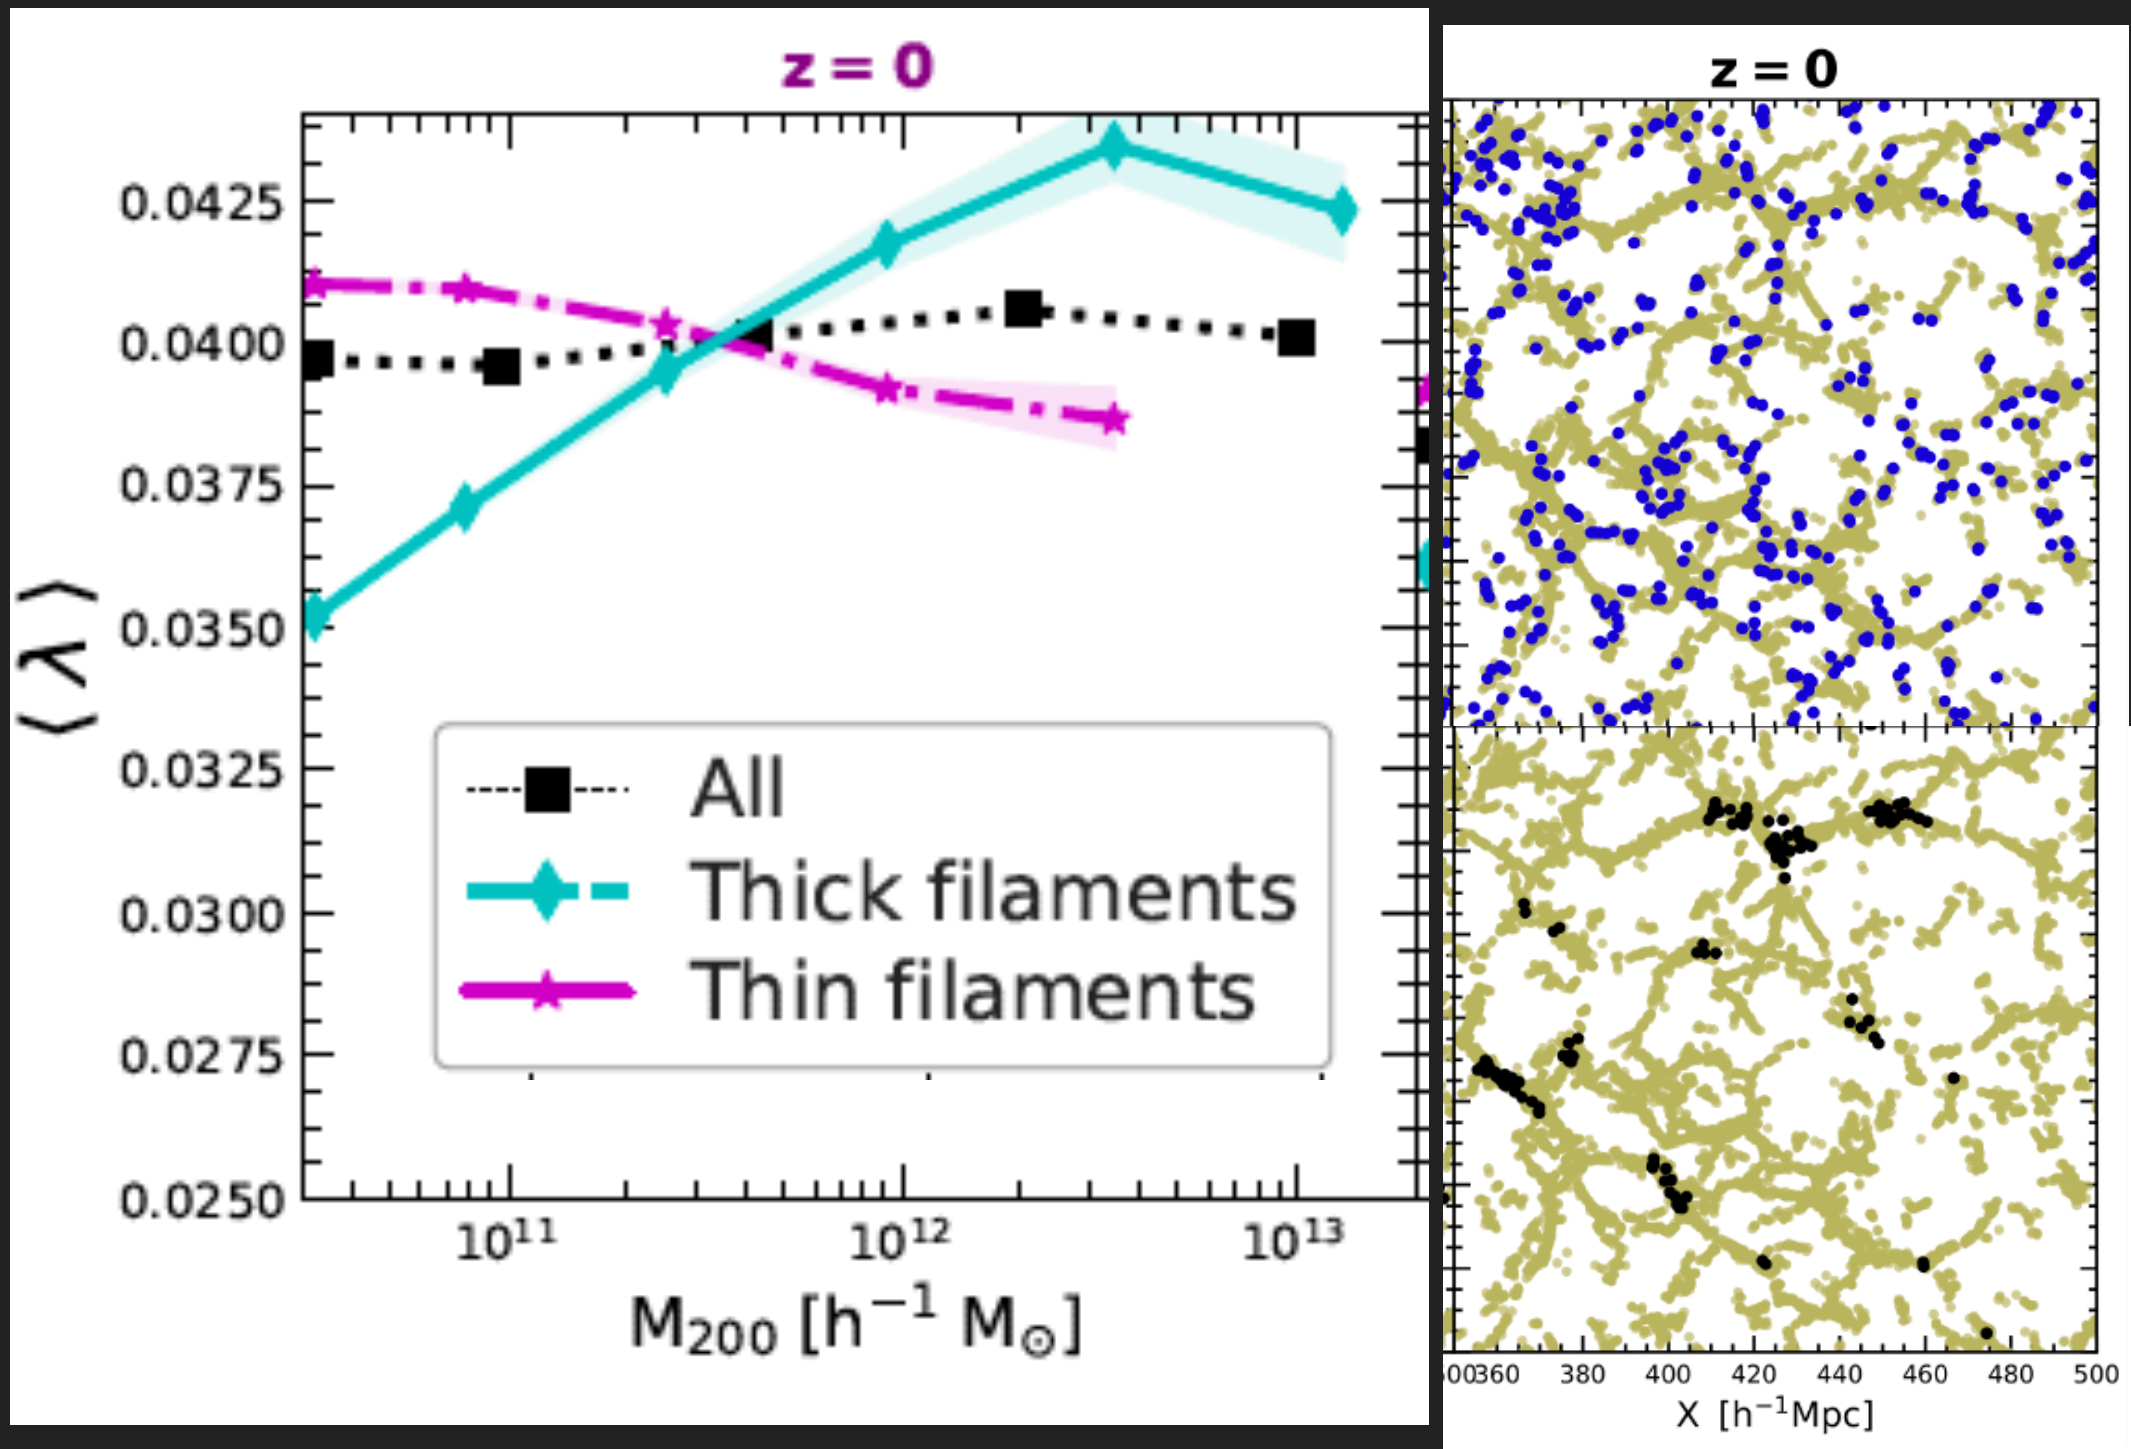 z = 0
0.0425
0.0400
0.0375
0.0350
0.0325
0.0300
0.0275
0.0250
⟨ λ ⟩
All
Thick filaments
Thin filaments
10¹¹ 10¹² 10¹³
M₂₀₀ [h⁻¹ M☉]
z = 0
00 360 380 400 420 440 460 480 500
X [h⁻¹Mpc]